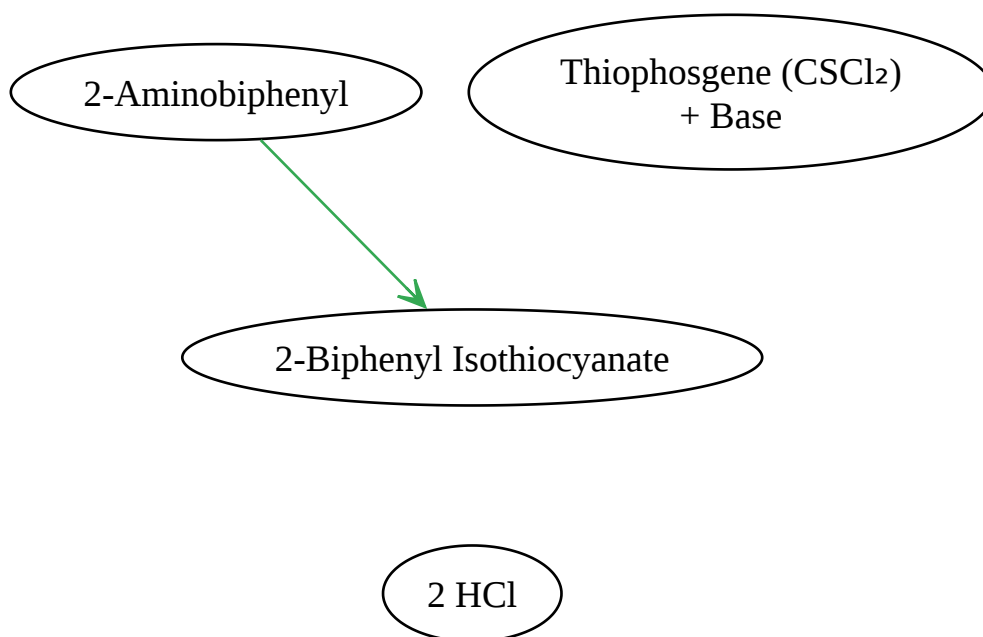 2-Aminobiphenyl
Thiophosgene (CSCl₂)
+ Base
2-Biphenyl Isothiocyanate
2 HCl